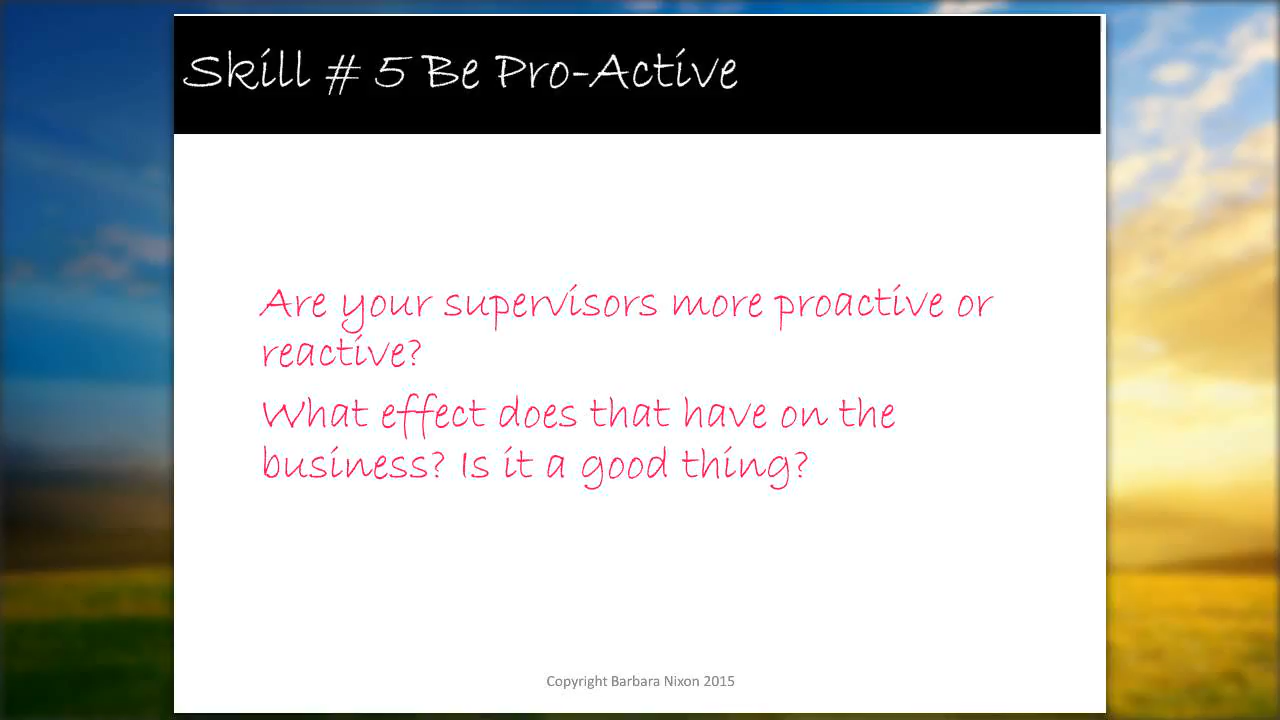 Skill # 5 Be Pro-Active
Are your supervisors more proactive or
reactive?
What effect does that have on the
business? Is it a good thing?
Copyright Barbara Nixon 2015